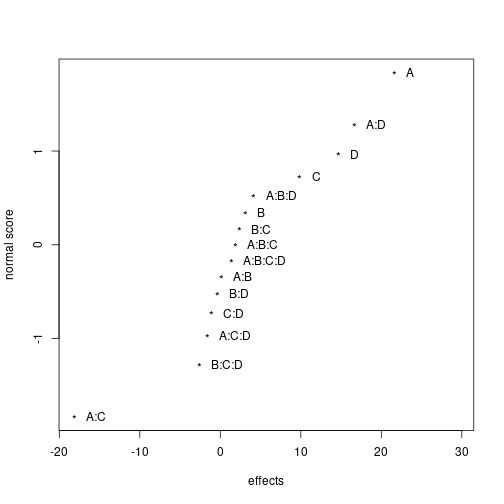 A
A:D
D
C
A:B:D
B
B:C
A:B:C
A:B:C:D
A:B
B:D
C:D
A:C:D
B:C:D
A:C
normal score
1
0
-1
-20 -10 0 10 20 30
effects